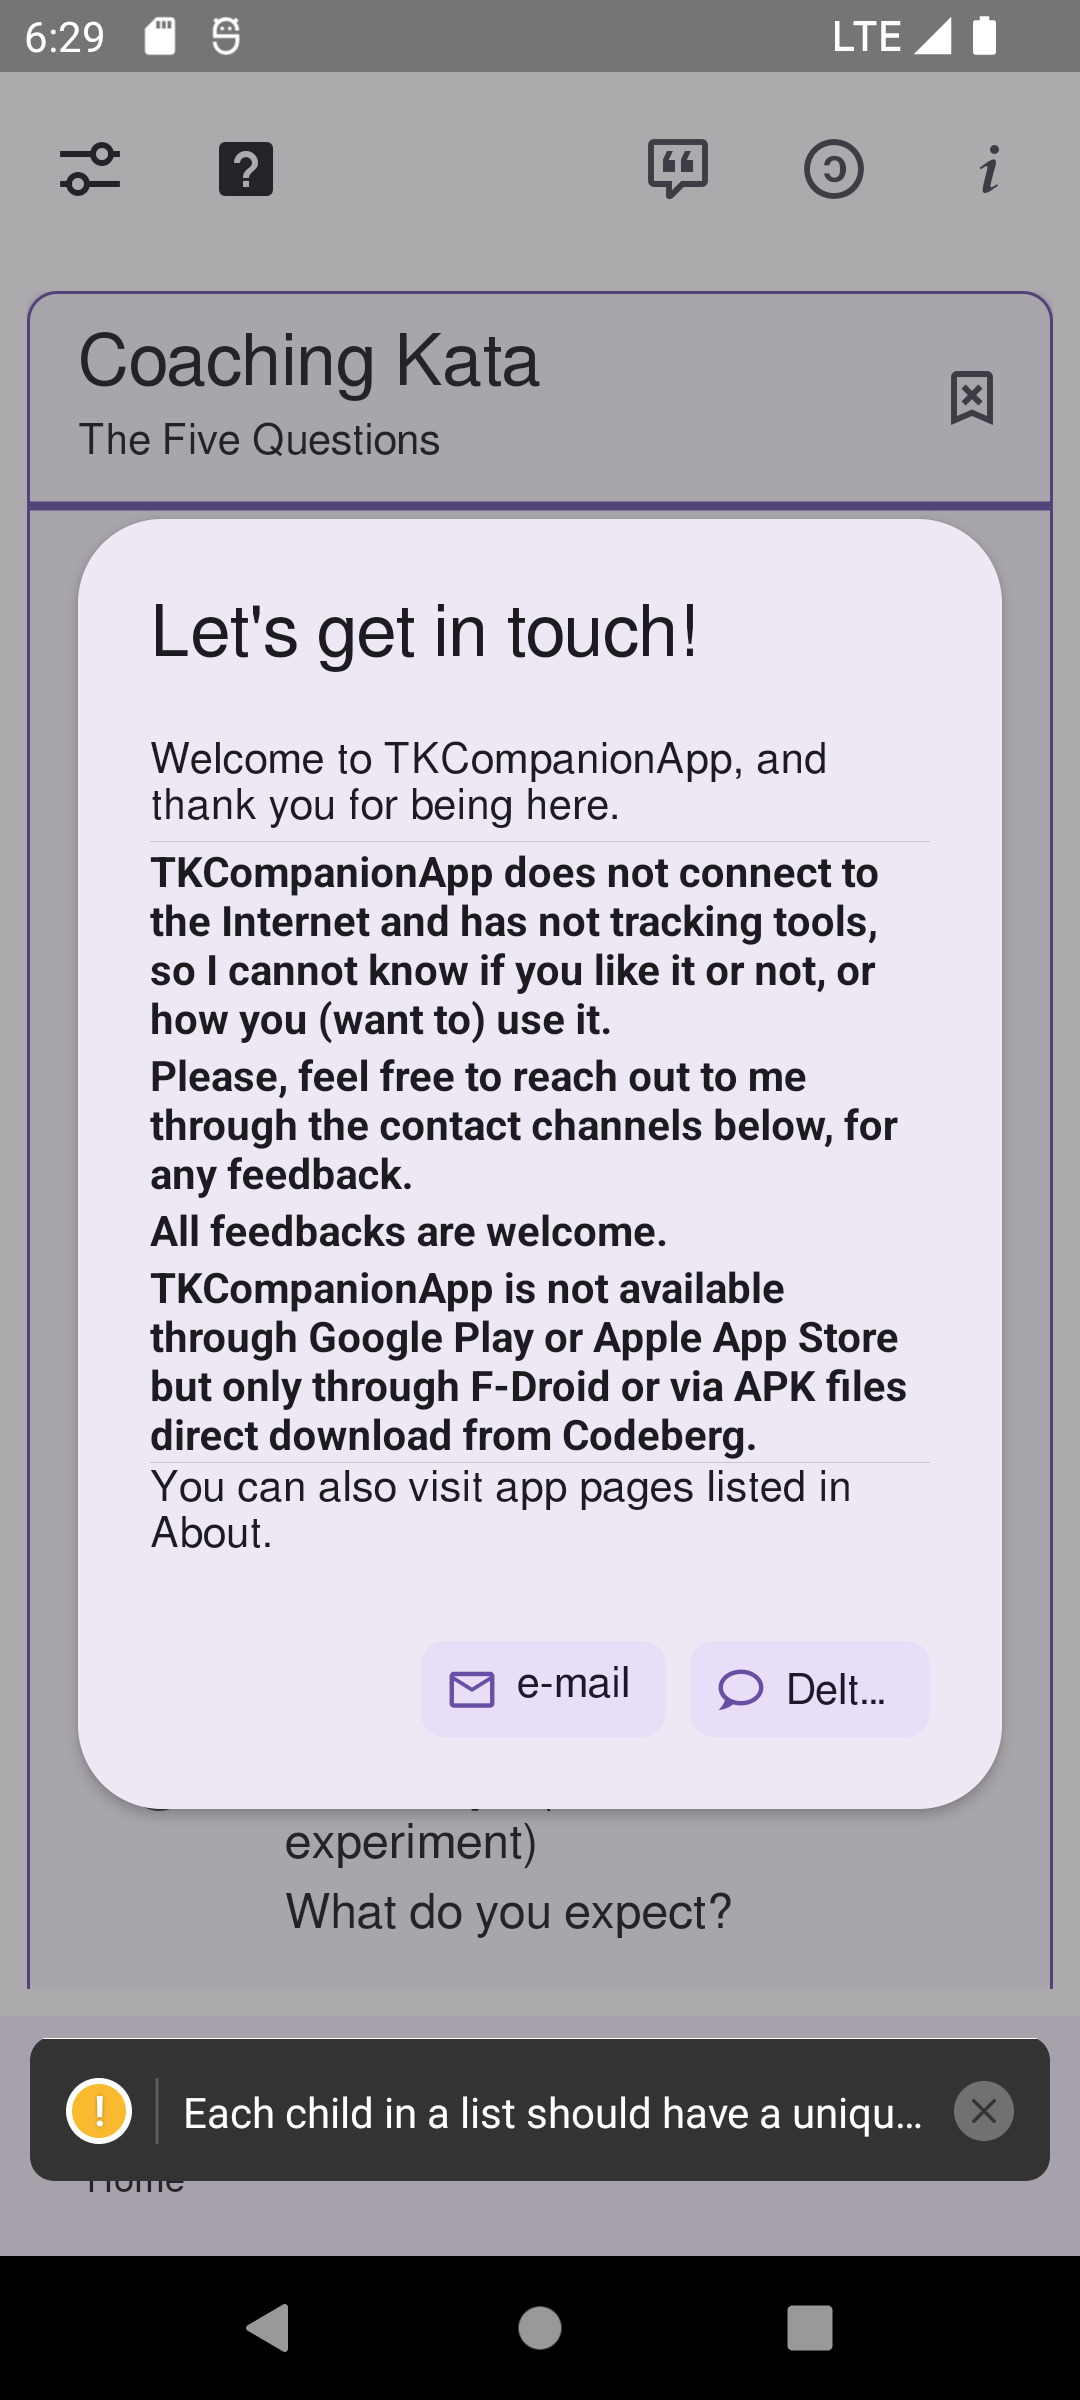 6:29
LTE
Coaching Kata
The Five Questions
Let's get in touch!
Welcome to TKCompanionApp, and
thank you for being here.
TKCompanionApp does not connect to
the Internet and has not tracking tools,
so I cannot know if you like it or not, or
how you (want to) use it.
Please, feel free to reach out to me
through the contact channels below, for
any feedback.
All feedbacks are welcome.
TKCompanionApp is not available
through Google Play or Apple App Store
but only through F-Droid or via APK files
direct download from Codeberg.
You can also visit app pages listed in
About.
e-mail
Delt...
experiment)
What do you expect?
Each child in a list should have a uniqu...
Home